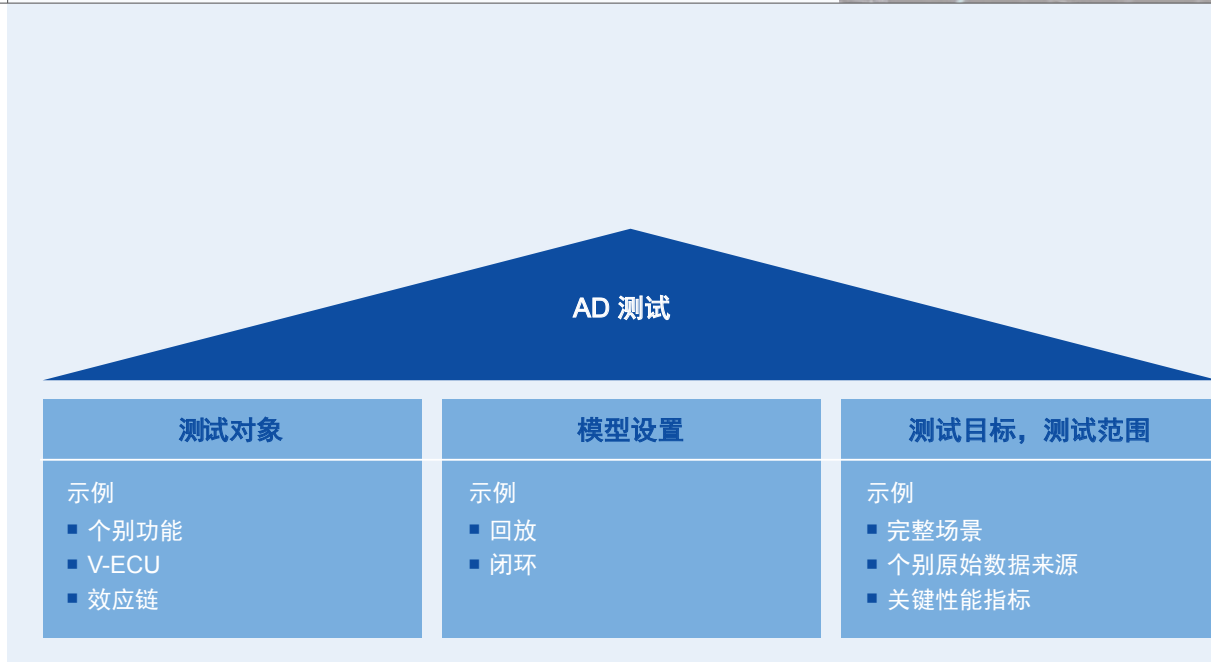 AD 测试
测试对象
示例
■ 个别功能
■ V-ECU
■ 效应链
模型设置
示例
■ 回放
■ 闭环
测试目标，测试范围
示例
■ 完整场景
■ 个别原始数据来源
■ 关键性能指标